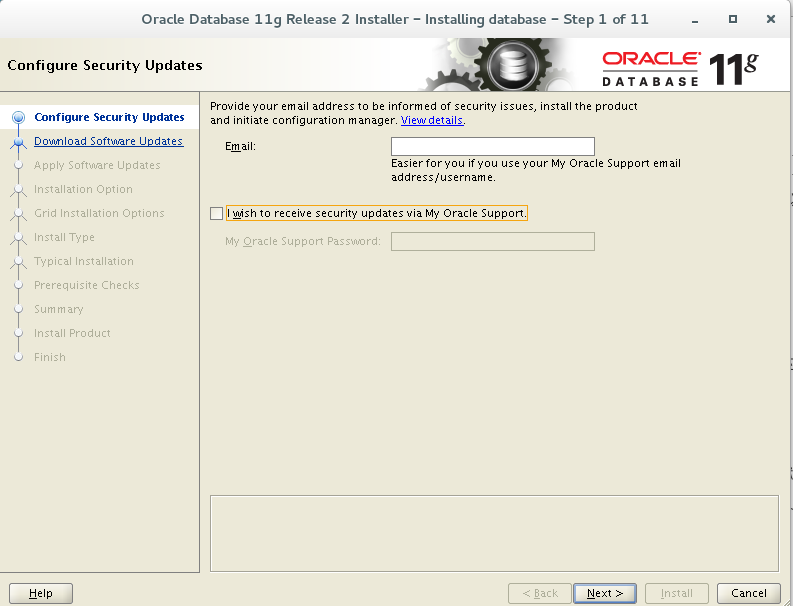 Oracle Database 11g Release 2 Installer - Installing database - Step 1 of 11
Configure Security Updates
ORACLE
DATABASE
11g
Configure Security Updates
Download Software Updates
Apply Software Updates
Installation Option
Grid Installation Options
Install Type
Typical Installation
Prerequisite Checks
Summary
Install Product
Finish
Provide your email address to be informed of security issues, install the product
and initiate configuration manager. View details.
Email:
Easier for you if you use your My Oracle Support email
address/username.
I wish to receive security updates via My Oracle Support.
My Oracle Support Password:
Help
< Back
Next >
Install
Cancel